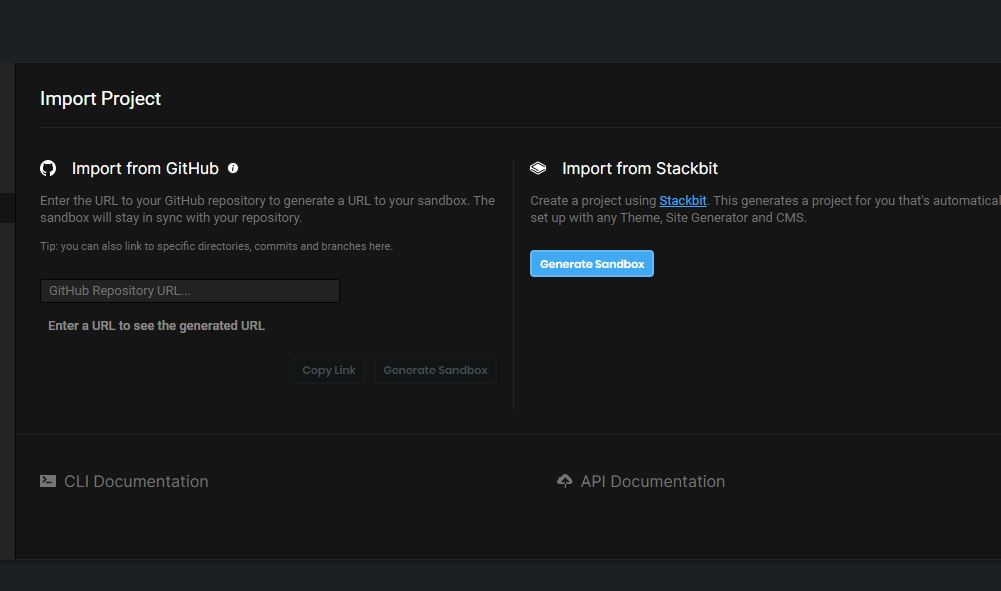 Import Project
Import from GitHub
Enter the URL to your GitHub repository to generate a URL to your sandbox. The
sandbox will stay in sync with your repository.
Tip: you can also link to specific directories, commits and branches here.
GitHub Repository URL...
Enter a URL to see the generated URL
Copy Link
Generate Sandbox
Import from Stackbit
Create a project using Stackbit. This generates a project for you that's automatical
set up with any Theme, Site Generator and CMS.
Generate Sandbox
CLI Documentation
API Documentation